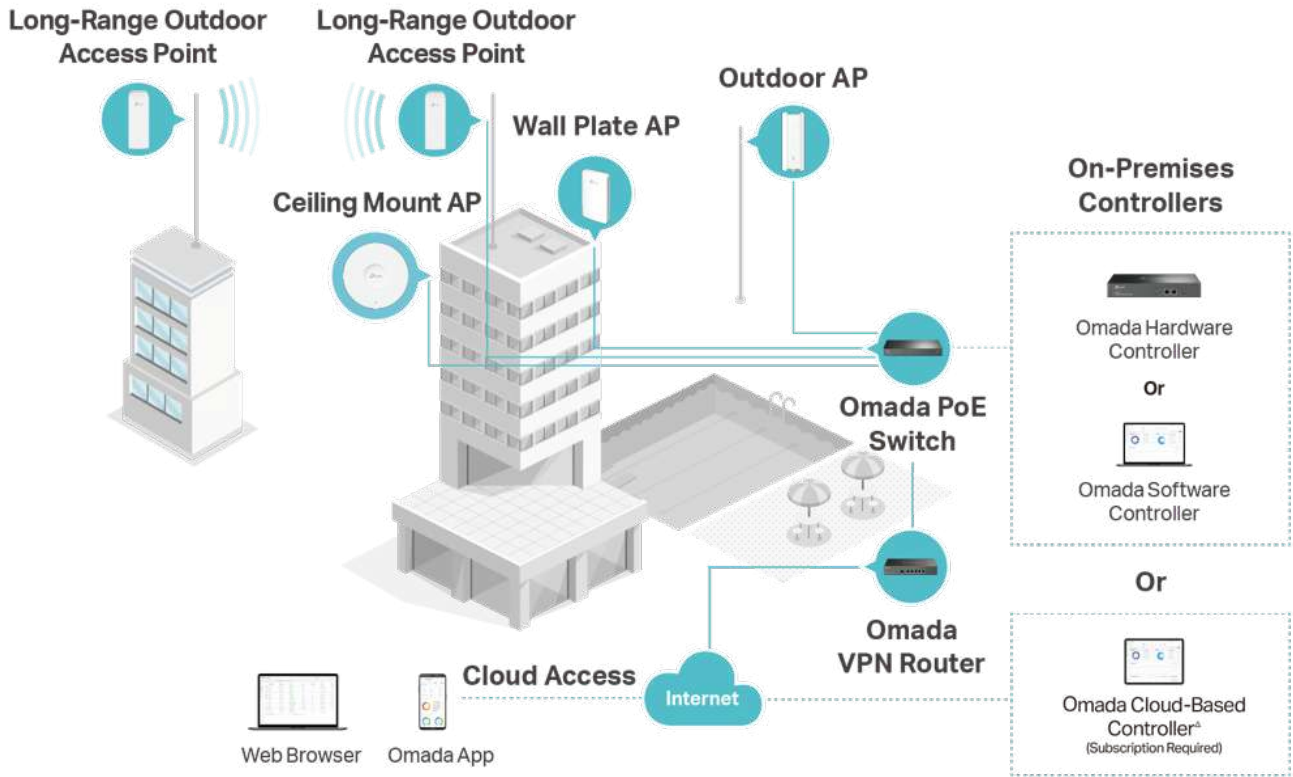 Long-Range Outdoor
Access Point
Long-Range Outdoor
Access Point
Outdoor AP
Wall Plate AP
Ceiling Mount AP
On-Premises
Controllers
Omada Hardware
Controller
Or
Omada Software
Controller
Omada PoE
Switch
Or
Omada
VPN Router
Cloud Access
Internet
Web Browser
Omada App
Omada Cloud-Based
Controller△
(Subscription Required)